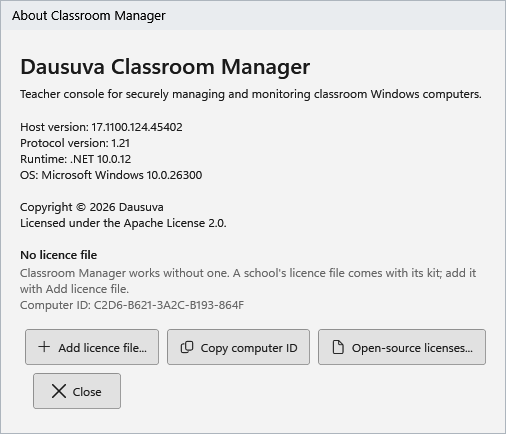 About Classroom Manager
Dausuva Classroom Manager
Teacher console for securely managing and monitoring classroom Windows computers.
Host version: 17.1100.124.45402
Protocol version: 1.21
Runtime: .NET 10.0.12
OS: Microsoft Windows 10.0.26300
Copyright © 2026 Dausuva
Licensed under the Apache License 2.0.
No licence file
Classroom Manager works without one. A school's licence file comes with its kit; add it
with Add licence file.
Computer ID: C2D6-B621-3A2C-B193-864F
Add licence file...
Copy computer ID
Open-source licenses...
Close